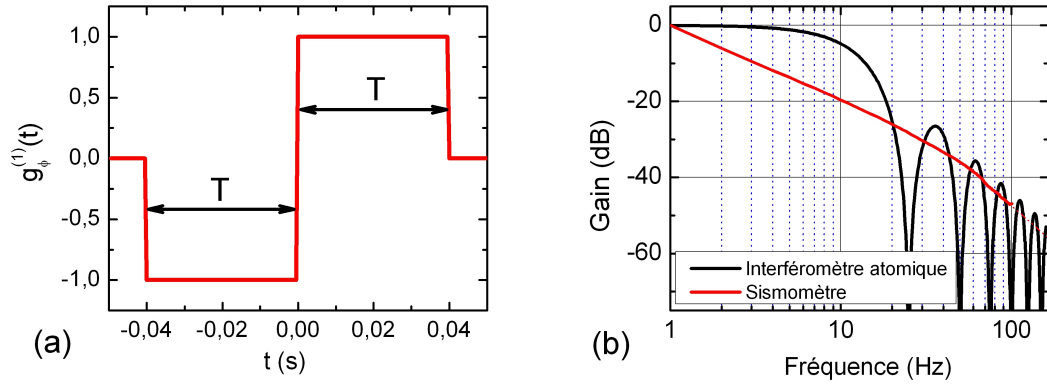 1,0
0,5
0,0
-0,5
-1,0
g_ϕ^(1)(t)
T
T
-0,04 -0,02 0,00 0,02 0,04
t (s)
(a)
0
-20
-40
-60
Gain (dB)
Interféromètre atomique
Sismomètre
1 10 100
Fréquence (Hz)
(b)